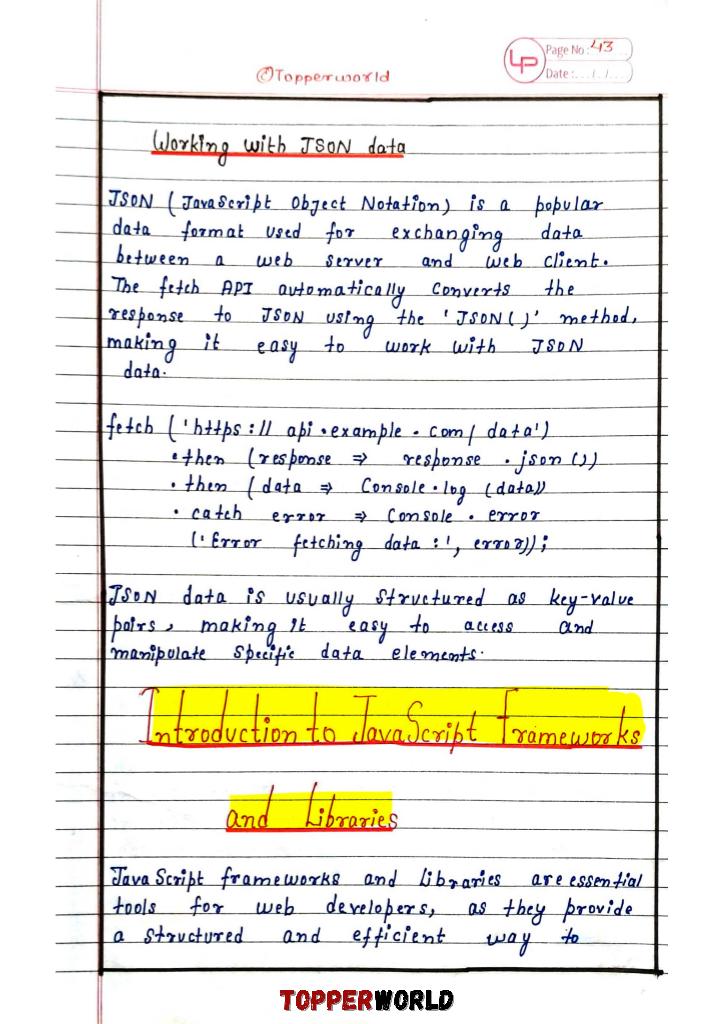 ©Topperworld
LP
Page No : 43
Date : . . . / . / . . .
Working with JSON data
JSON ( JavaScript Object Notation) is a popular
data format used for exchanging data
between a web server and web client.
The fetch API automatically converts the
response to JSON using the 'JSON()' method,
making it easy to work with JSON
data.
fetch ('https :// api . example . com / data')
. then (response ⇒ response . json ())
. then ( data ⇒ Console . log (data))
. catch error ⇒ Console . error
('Error fetching data :', error));
JSON data is usually structured as key-value
pairs, making it easy to access and
manipulate specific data elements.
Introduction to JavaScript frameworks
and Libraries
JavaScript frameworks and Libraries are essential
tools for web developers, as they provide
a structured and efficient way to
TOPPERWORLD